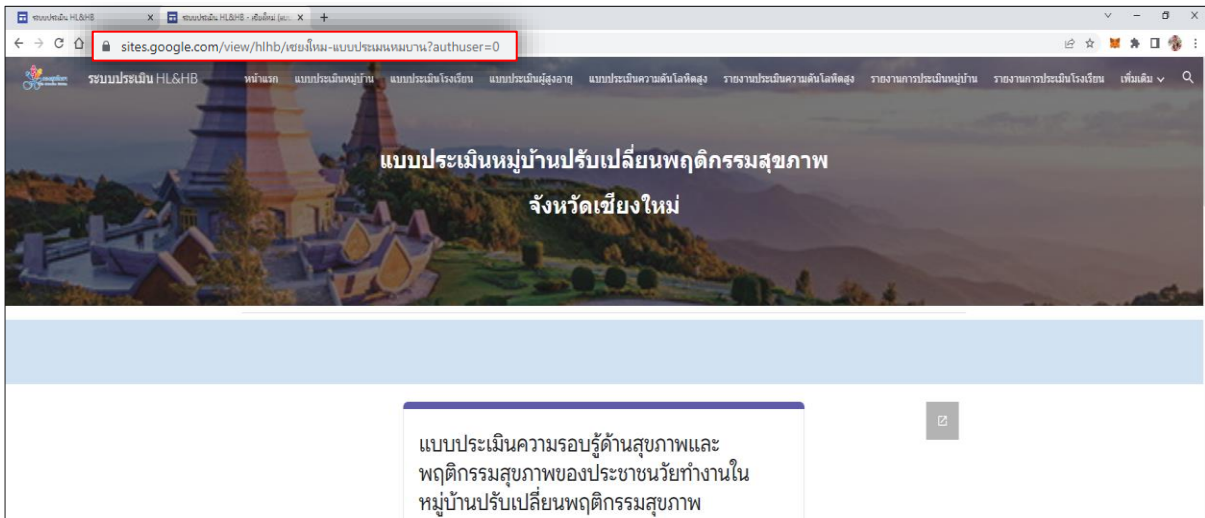 ระบบประเมิน HL&HB
ระบบประเมิน HL&HB - เชียงใหม่ (แบบ
sites.google.com/view/hlhb/เชยงใหม-แบบประเมนหมบาน?authuser=0
ระบบประเมิน HL&HB
หน้าแรก แบบประเมินหมู่บ้าน แบบประเมินโรงเรียน แบบประเมินผู้สูงอายุ แบบประเมินความดันโลหิตสูง รายงานประเมินความดันโลหิตสูง รายงานการประเมินหมู่บ้าน รายงานการประเมินโรงเรียน เพิ่มเติม
แบบประเมินหมู่บ้านปรับเปลี่ยนพฤติกรรมสุขภาพ
จังหวัดเชียงใหม่
แบบประเมินความรอบรู้ด้านสุขภาพและ
พฤติกรรมสุขภาพของประชาชนวัยทำงานใน
หมู่บ้านปรับเปลี่ยนพฤติกรรมสุขภาพ